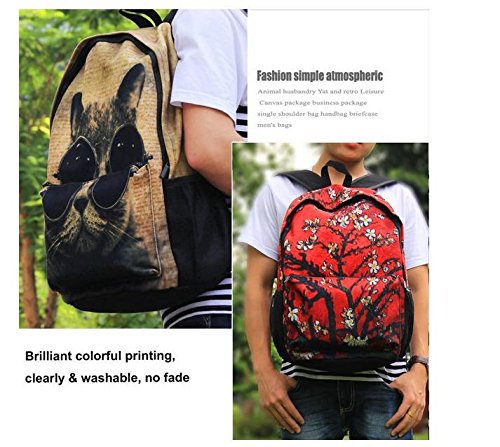 Fashion simple atmospheric
Animal husbandry Yat and retro Leisure
Canvas package business package
single shoulder bag handbag briefcase
men's bags
Brilliant colorful printing,
clearly & washable, no fade